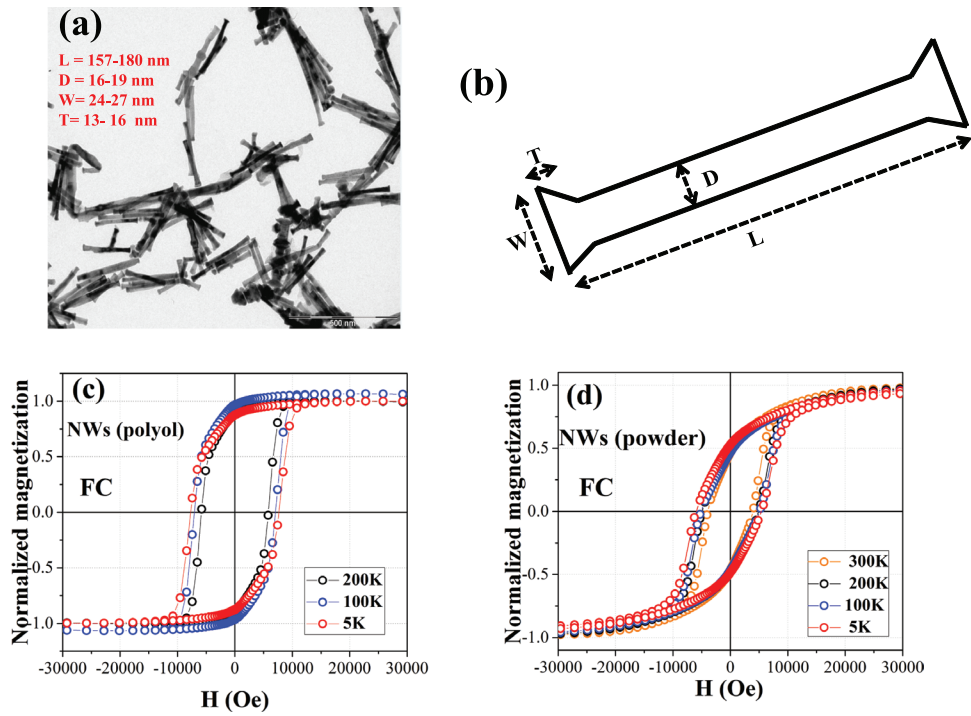 (a)
L = 157-180 nm
D = 16-19 nm
W= 24-27 nm
T= 13- 16 nm
500 nm
(b)
T
D
W
L
(c)
NWs (polyol)
FC
Normalized magnetization
1.0
0.5
0.0
-0.5
-1.0
200K
100K
5K
-30000 -20000 -10000 0 10000 20000 30000
H (Oe)
(d)
NWs (powder)
FC
Normalized magnetization
1.0
0.5
0.0
-0.5
-1.0
300K
200K
100K
5K
-30000 -20000 -10000 0 10000 20000 30000
H (Oe)